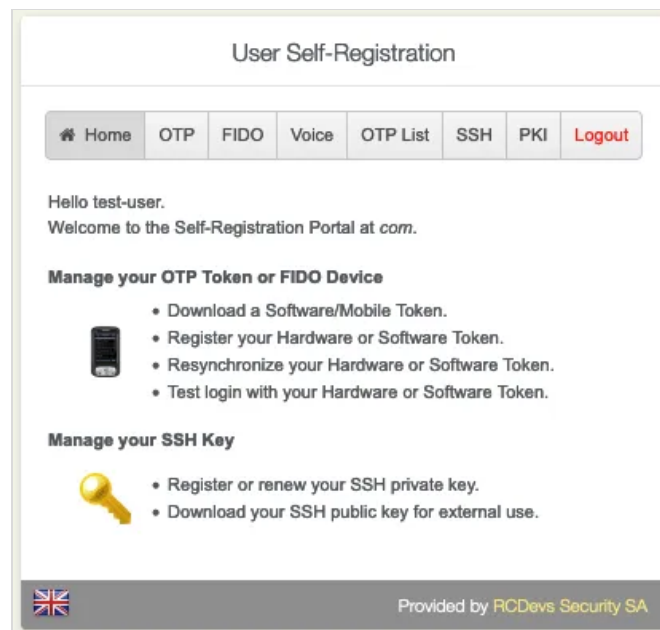 User Self-Registration
Home OTP FIDO Voice OTP List SSH PKI Logout
Hello test-user.
Welcome to the Self-Registration Portal at com.
Manage your OTP Token or FIDO Device
• Download a Software/Mobile Token.
• Register your Hardware or Software Token.
• Resynchronize your Hardware or Software Token.
• Test login with your Hardware or Software Token.
Manage your SSH Key
• Register or renew your SSH private key.
• Download your SSH public key for external use.
Provided by RCDevs Security SA